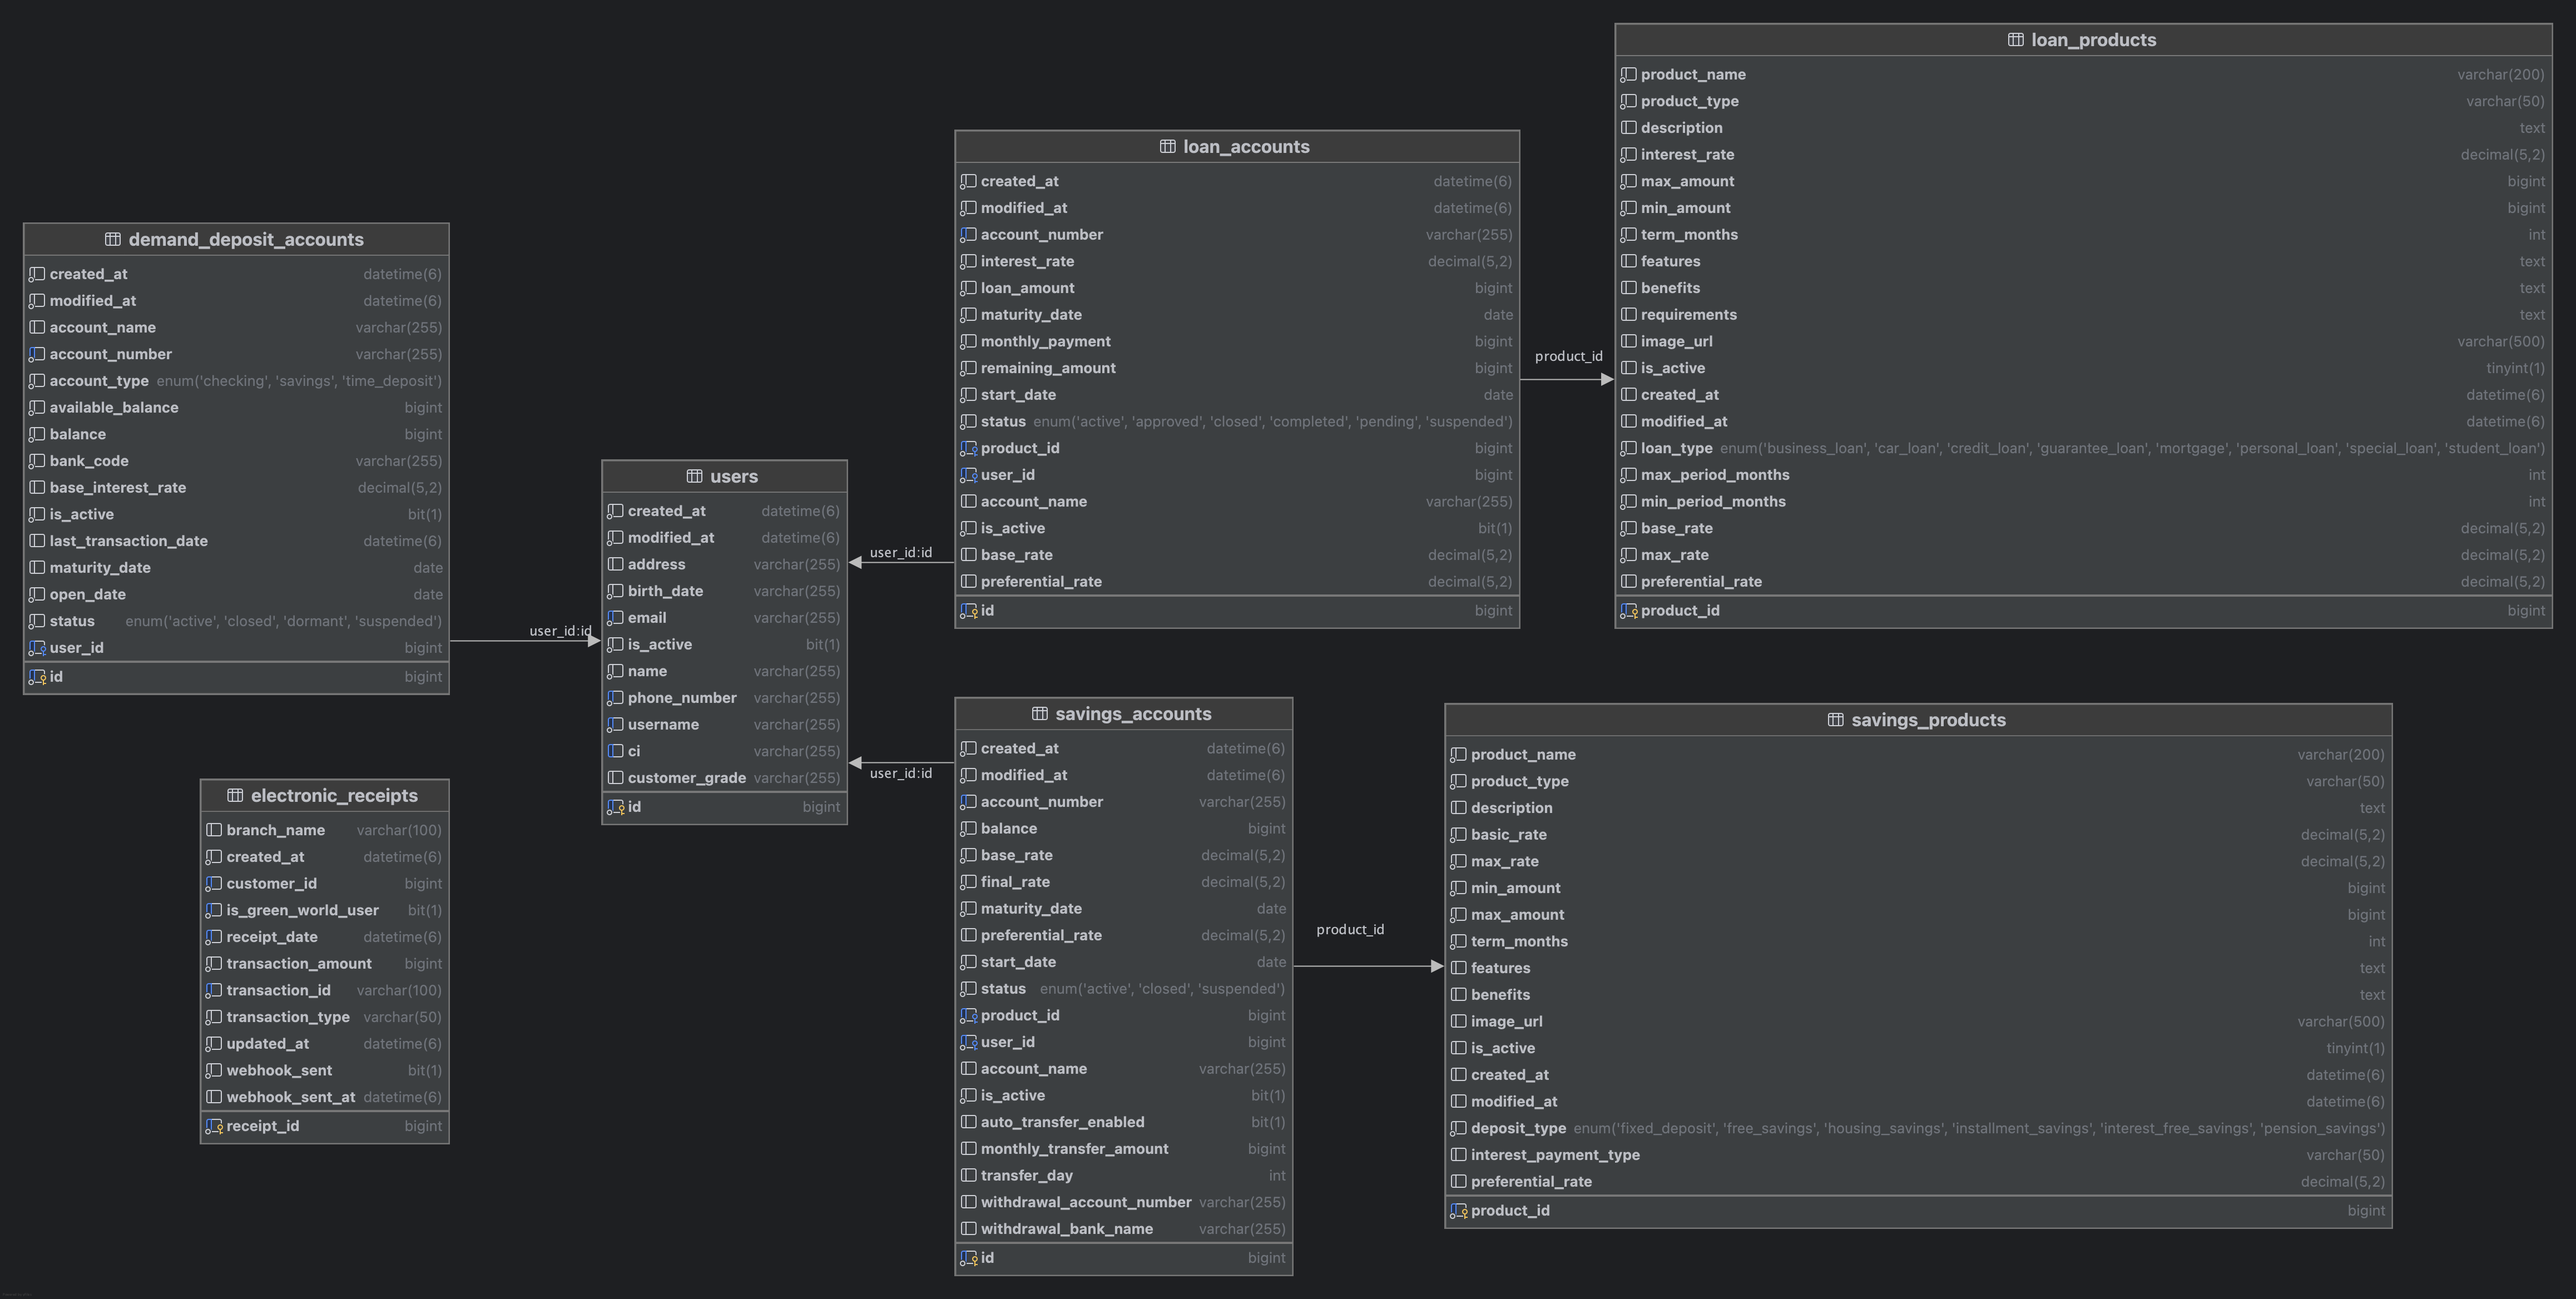 demand_deposit_accounts
created_at datetime(6)
modified_at datetime(6)
account_name varchar(255)
account_number varchar(255)
account_type enum('checking', 'savings', 'time_deposit')
available_balance bigint
balance bigint
bank_code varchar(255)
base_interest_rate decimal(5,2)
is_active bit(1)
last_transaction_date datetime(6)
maturity_date date
open_date date
status enum('active', 'closed', 'dormant', 'suspended')
user_id bigint
id bigint
user_id:id
electronic_receipts
branch_name varchar(100)
created_at datetime(6)
customer_id bigint
is_green_world_user bit(1)
receipt_date datetime(6)
transaction_amount bigint
transaction_id varchar(100)
transaction_type varchar(50)
updated_at datetime(6)
webhook_sent bit(1)
webhook_sent_at datetime(6)
receipt_id bigint
users
created_at datetime(6)
modified_at datetime(6)
address varchar(255)
birth_date varchar(255)
email varchar(255)
is_active bit(1)
name varchar(255)
phone_number varchar(255)
username varchar(255)
ci varchar(255)
customer_grade varchar(255)
id bigint
user_id:id
user_id:id
loan_accounts
created_at datetime(6)
modified_at datetime(6)
account_number varchar(255)
interest_rate decimal(5,2)
loan_amount bigint
maturity_date date
monthly_payment bigint
remaining_amount bigint
start_date date
status enum('active', 'approved', 'closed', 'completed', 'pending', 'suspended')
product_id bigint
user_id bigint
account_name varchar(255)
is_active bit(1)
base_rate decimal(5,2)
preferential_rate decimal(5,2)
id bigint
product_id
loan_products
product_name varchar(200)
product_type varchar(50)
description text
interest_rate decimal(5,2)
max_amount bigint
min_amount bigint
term_months int
features text
benefits text
requirements text
image_url varchar(500)
is_active tinyint(1)
created_at datetime(6)
modified_at datetime(6)
loan_type enum('business_loan', 'car_loan', 'credit_loan', 'guarantee_loan', 'mortgage', 'personal_loan', 'special_loan', 'student_loan')
max_period_months int
min_period_months int
base_rate decimal(5,2)
max_rate decimal(5,2)
preferential_rate decimal(5,2)
product_id bigint
savings_accounts
created_at datetime(6)
modified_at datetime(6)
account_number varchar(255)
balance bigint
base_rate decimal(5,2)
final_rate decimal(5,2)
maturity_date date
preferential_rate decimal(5,2)
start_date date
status enum('active', 'closed', 'suspended')
product_id bigint
user_id bigint
account_name varchar(255)
is_active bit(1)
auto_transfer_enabled bit(1)
monthly_transfer_amount bigint
transfer_day int
withdrawal_account_number varchar(255)
withdrawal_bank_name varchar(255)
id bigint
product_id
savings_products
product_name varchar(200)
product_type varchar(50)
description text
basic_rate decimal(5,2)
max_rate decimal(5,2)
min_amount bigint
max_amount bigint
term_months int
features text
benefits text
image_url varchar(500)
is_active tinyint(1)
created_at datetime(6)
modified_at datetime(6)
deposit_type enum('fixed_deposit', 'free_savings', 'housing_savings', 'installment_savings', 'interest_free_savings', 'pension_savings')
interest_payment_type varchar(50)
preferential_rate decimal(5,2)
product_id bigint